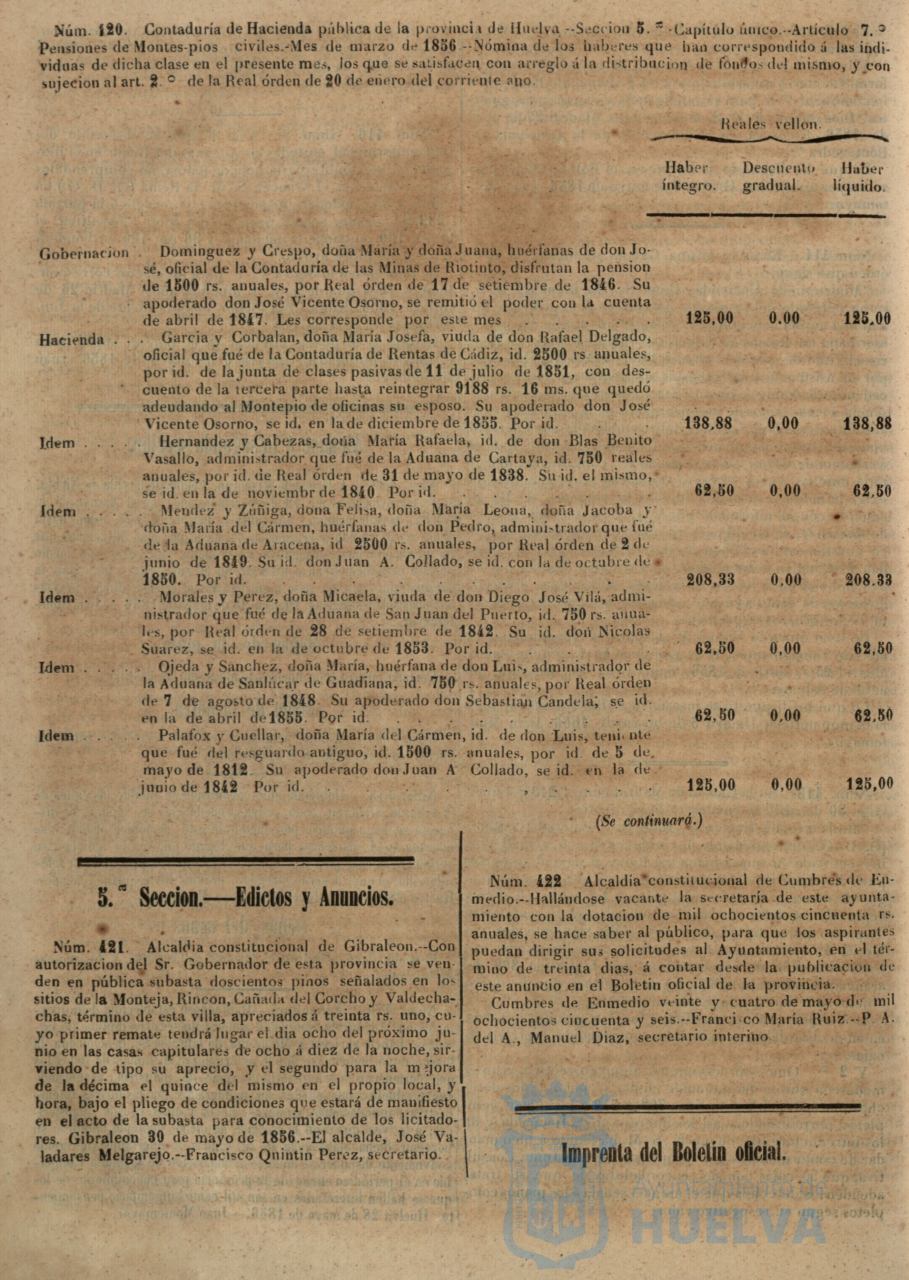 Núm. 420. Contaduría de Hacienda pública de la provincia de Huelva --Seccion 5.ª -Capítulo único.--Artículo 7.º
Pensiones de Montes-pios civiles.-Mes de marzo de 1856 --Nómina de los haberes que han correspondido á las indi-
viduas de dicha clase en el presente mes, los que se satisfacen con arreglo á la distribucion de fondos del mismo, y con
sujecion al art. 2.º de la Real órden de 20 de enero del corriente ano.
Reales vellon.
Haber Descuento Haber
íntegro. gradual. líquido.
Gobernacion . Dominguez y Crespo, doña María y doña Juana, huérfanas de don Jo-
sé, oficial de la Contaduría de las Minas de Riotinto, disfrutan la pension
de 1500 rs. anuales, por Real órden de 17 de setiembre de 1846. Su
apoderado don José Vicente Osorno, se remitió el poder con la cuenta
de abril de 1847. Les corresponde por este mes . . . . . 125,00 0.00 125,00
Hacienda . . . Garcia y Corbalan, doña María Josefa, viuda de don Rafael Delgado,
oficial que fué de la Contaduría de Rentas de Cádiz, id. 2500 rs anuales,
por id. de la junta de clases pasivas de 11 de julio de 1851, con des-
cuento de la tercera parte hasta reintegrar 9188 rs. 16 ms. que quedó
adeudando al Montepio de oficinas su esposo. Su apoderado don José
Vicente Osorno, se id. en la de diciembre de 1855. Por id. . . 138,88 0,00 138,88
Idem . . . . . Hernandez y Cabezas, doña María Rafaela, id. de don Blas Benito
Vasallo, administrador que fué de la Aduana de Cartaya, id. 750 reales
anuales, por id. de Real órden de 31 de mayo de 1838. Su id. el mismo,
se id. en la de noviembr de 1840. Por id. . . . . . . 62,50 0,00 62,50
Idem . . . . . Mendez y Zúñiga, dona Felisa, doña Maria Leona, doña Jacoba y
doña María del Cármen, huérfanas de don Pedro, administrador que fué
de la Aduana de Aracena, id 2500 rs. anuales, por Real órden de 2 de
junio de 1849. Su id. don Juan A. Collado, se id. con la de octubre de
1850. Por id. . . . . . . . . . . 208,33 0,00 208.33
Idem . . . . . Morales y Perez, doña Micaela, viuda de don Diego José Vilá, admi-
nistrador que fué de la Aduana de San Juan del Puerto, id. 750 rs. anua-
les, por Real órden de 28 de setiembre de 1842. Su id. don Nicolas
Suarez, se id. en la de octubre de 1853. Por id. . . . . 62,50 0,00 62,50
Idem . . . . . Ojeda y Sanchez, doña María, huérfana de don Luis, administrador de
la Aduana de Sanlúcar de Guadiana, id. 750 rs. anuales, por Real órden
de 7 de agosto de 1848 Su apoderado don Sebastian Candela, se id.
en la de abril de 1855. Por id. . . . . . . . . 62,50 0,00 62,50
Idem . . . . Palafox y Cuellar, doña María del Cármen, id. de don Luis, teniente
que fué del resguardo antiguo, id. 1500 rs. anuales, por id de 5 de
mayo de 1812. Su apoderado don Juan A Collado, se id. en la de
junio de 1842 Por id. . . . . . , . . . . 125,00 0,00 125,00
(Se continuará.)
5.ª Seccion.—Edictos y Anuncios.
Núm. 421. Alcaldia constitucional de Gibraleon.--Con
autorizacion del Sr. Gobernador de esta provincia se ven-
den en pública subasta doscientos pinos señalados en los
sitios de la Monteja, Rincon, Cañada del Corcho y Valdecha-
chas, término de esta villa, apreciados á treinta rs. uno, cu-
yo primer remate tendrá lugar el dia ocho del próximo ju-
nio en las casas capitulares de ocho á diez de la noche, sir-
viendo de tipo su aprecio, y el segundo para la mejora
de la décima el quince del mismo en el propio local, y
hora, bajo el pliego de condiciones que estará de manifiesto
en el acto de la subasta para conocimiento de los licitado-
res. Gibraleon 30 de mayo de 1856.--El alcalde, José Va-
ladares Melgarejo.--Francisco Quintin Perez, secretario.
Núm. 422 Alcaldía constitucional de Cumbres de En-
medio.--Hallándose vacante la secretaría de este ayunta-
miento con la dotacion de mil ochocientos cincuenta rs.
anuales, se hace saber al público, para que los aspirantes
puedan dirigir sus solicitudes al Ayuntamiento, en el tér-
mino de treinta dias, á contar desde la publicacion de
este anuncio en el Boletin oficial de la provincia.
Cumbres de Enmedio veinte y cuatro de mayo de mil
ochocientos cincuenta y seis.--Franci co Maria Ruiz --P A.
del A., Manuel Diaz, secretario interino
Imprenta del Boletin oficial.
Ayuntamiento de
HUELVA